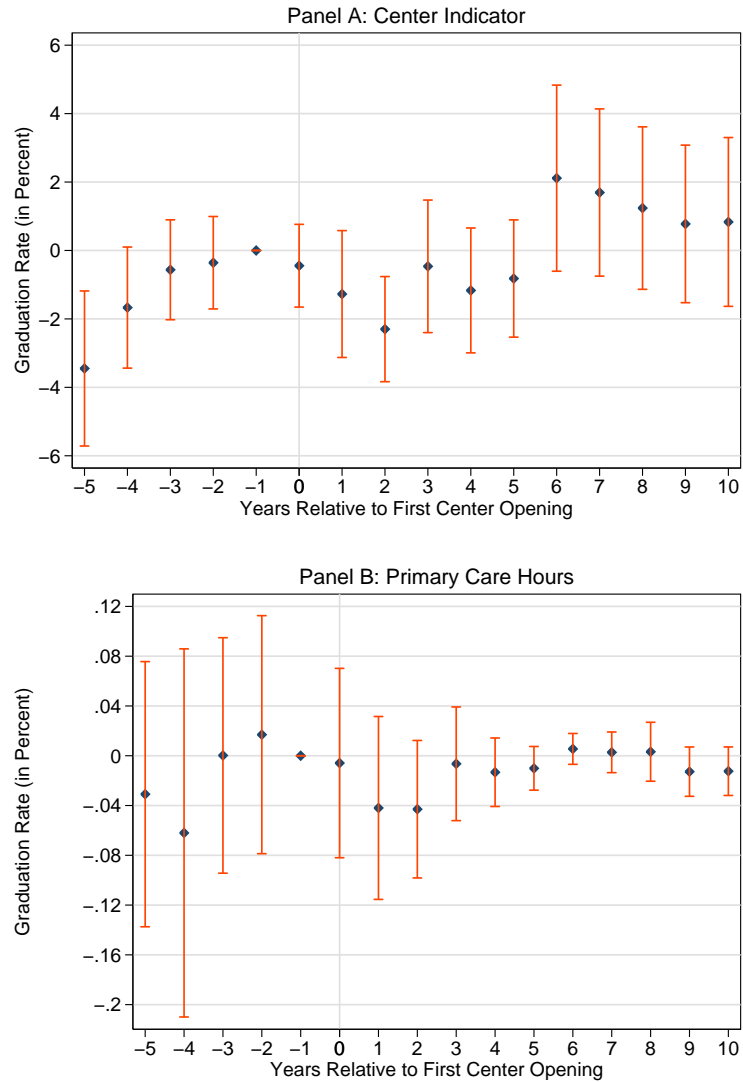 Panel A: Center Indicator
6
4
2
0
−2
−4
−6
Graduation Rate (in Percent)
−5 −4 −3 −2 −1 0 1 2 3 4 5 6 7 8 9 10
Years Relative to First Center Opening
Panel B: Primary Care Hours
.12
.08
.04
0
−.04
−.08
−.12
−.16
−.2
Graduation Rate (in Percent)
−5 −4 −3 −2 −1 0 1 2 3 4 5 6 7 8 9 10
Years Relative to First Center Opening